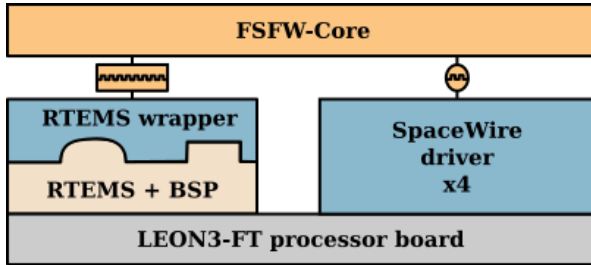 FSFW-Core
RTEMS wrapper
RTEMS + BSP
SpaceWire
driver
x4
LEON3-FT processor board